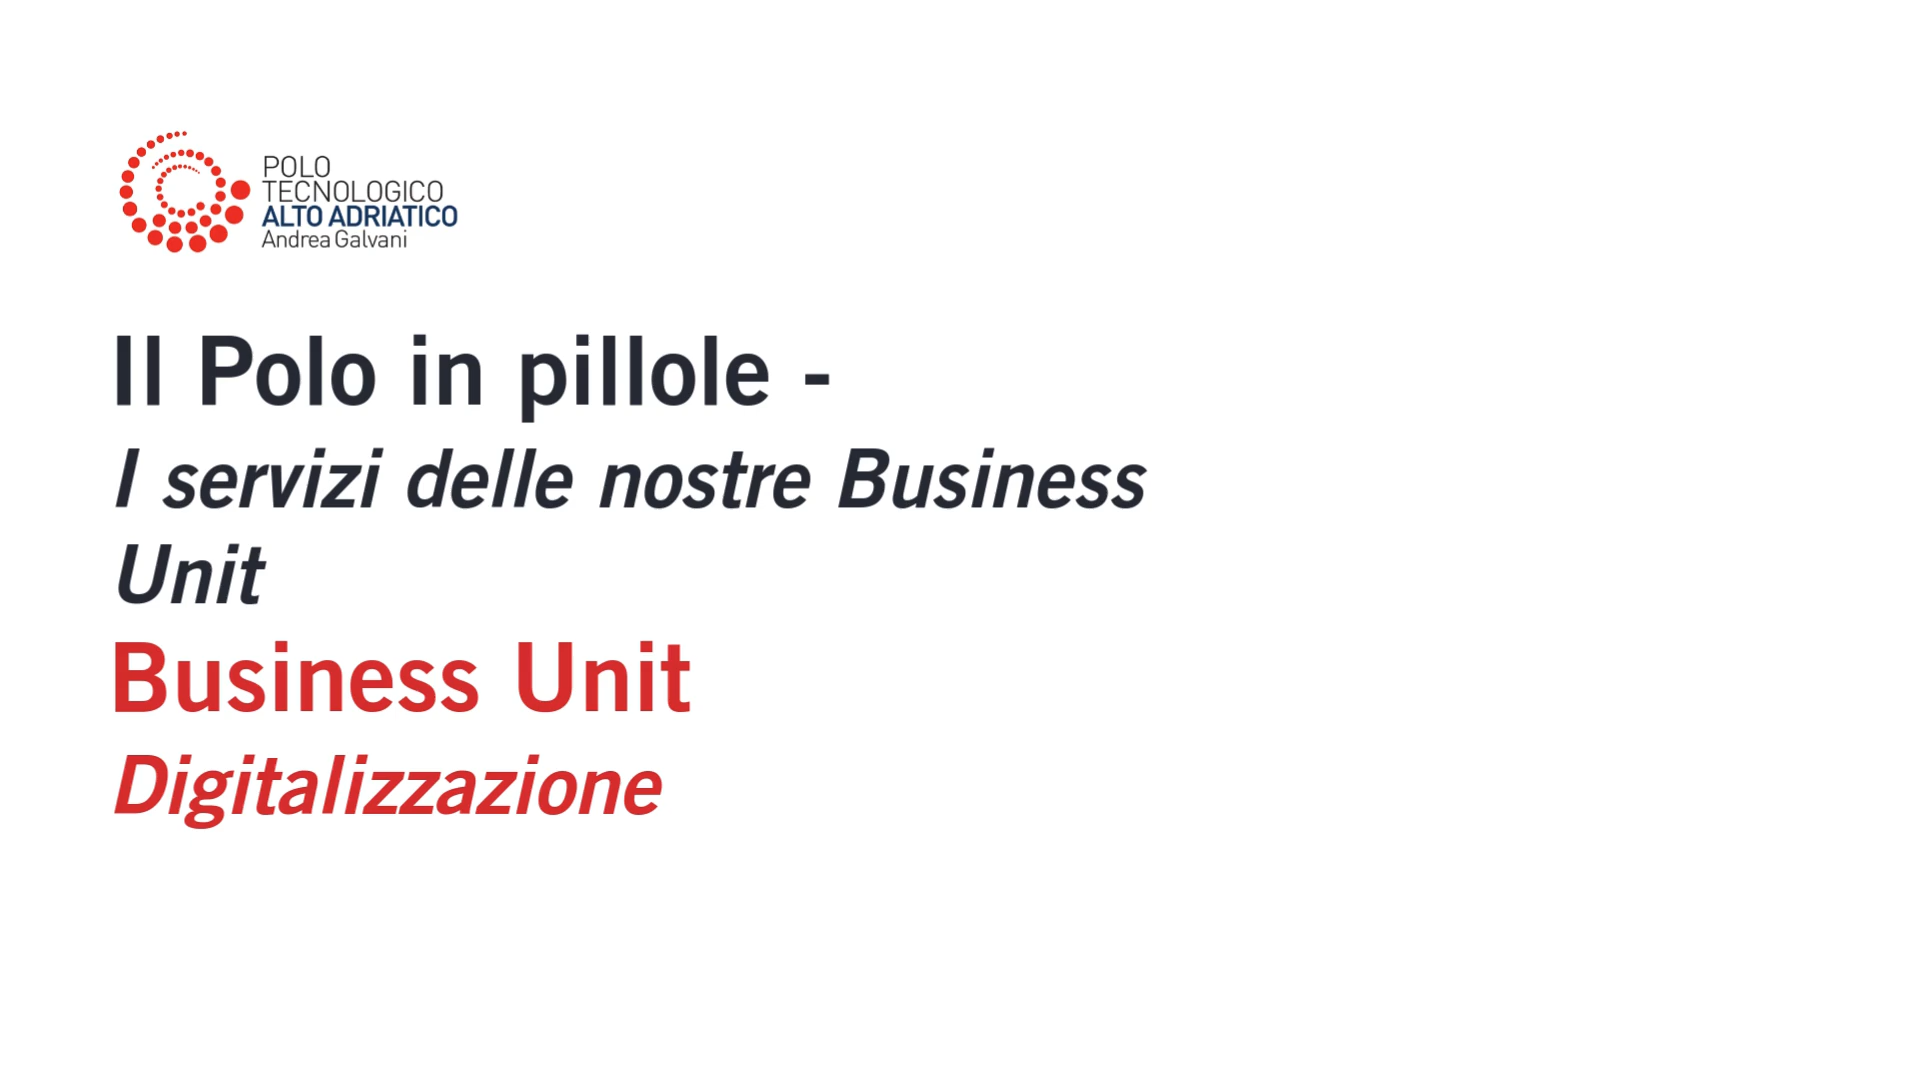 POLO
TECNOLOGICO
ALTO ADRIATICO
Andrea Galvani
Il Polo in pillole -
I servizi delle nostre Business
Unit
Business Unit
Digitalizzazione